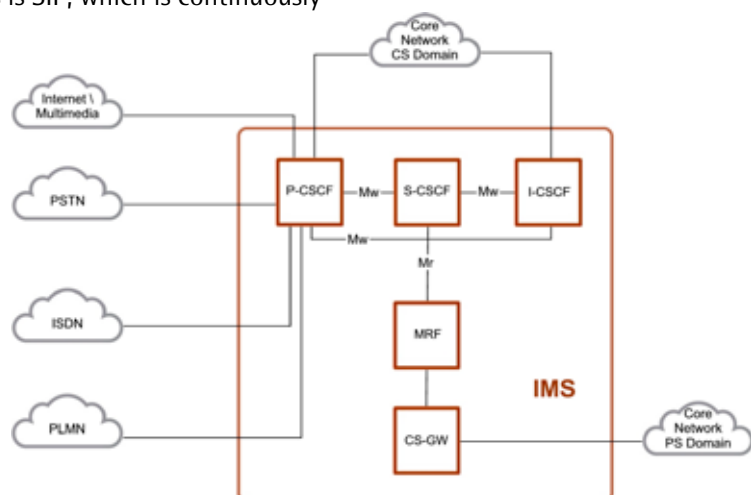 is SIP, which is continuously
Core
Network
CS Domain
Internet \
Multimedia
P-CSCF
Mw
S-CSCF
Mw
I-CSCF
PSTN
Mw
Mr
ISDN
MRF
IMS
PLMN
CS-GW
Core
Network
PS Domain